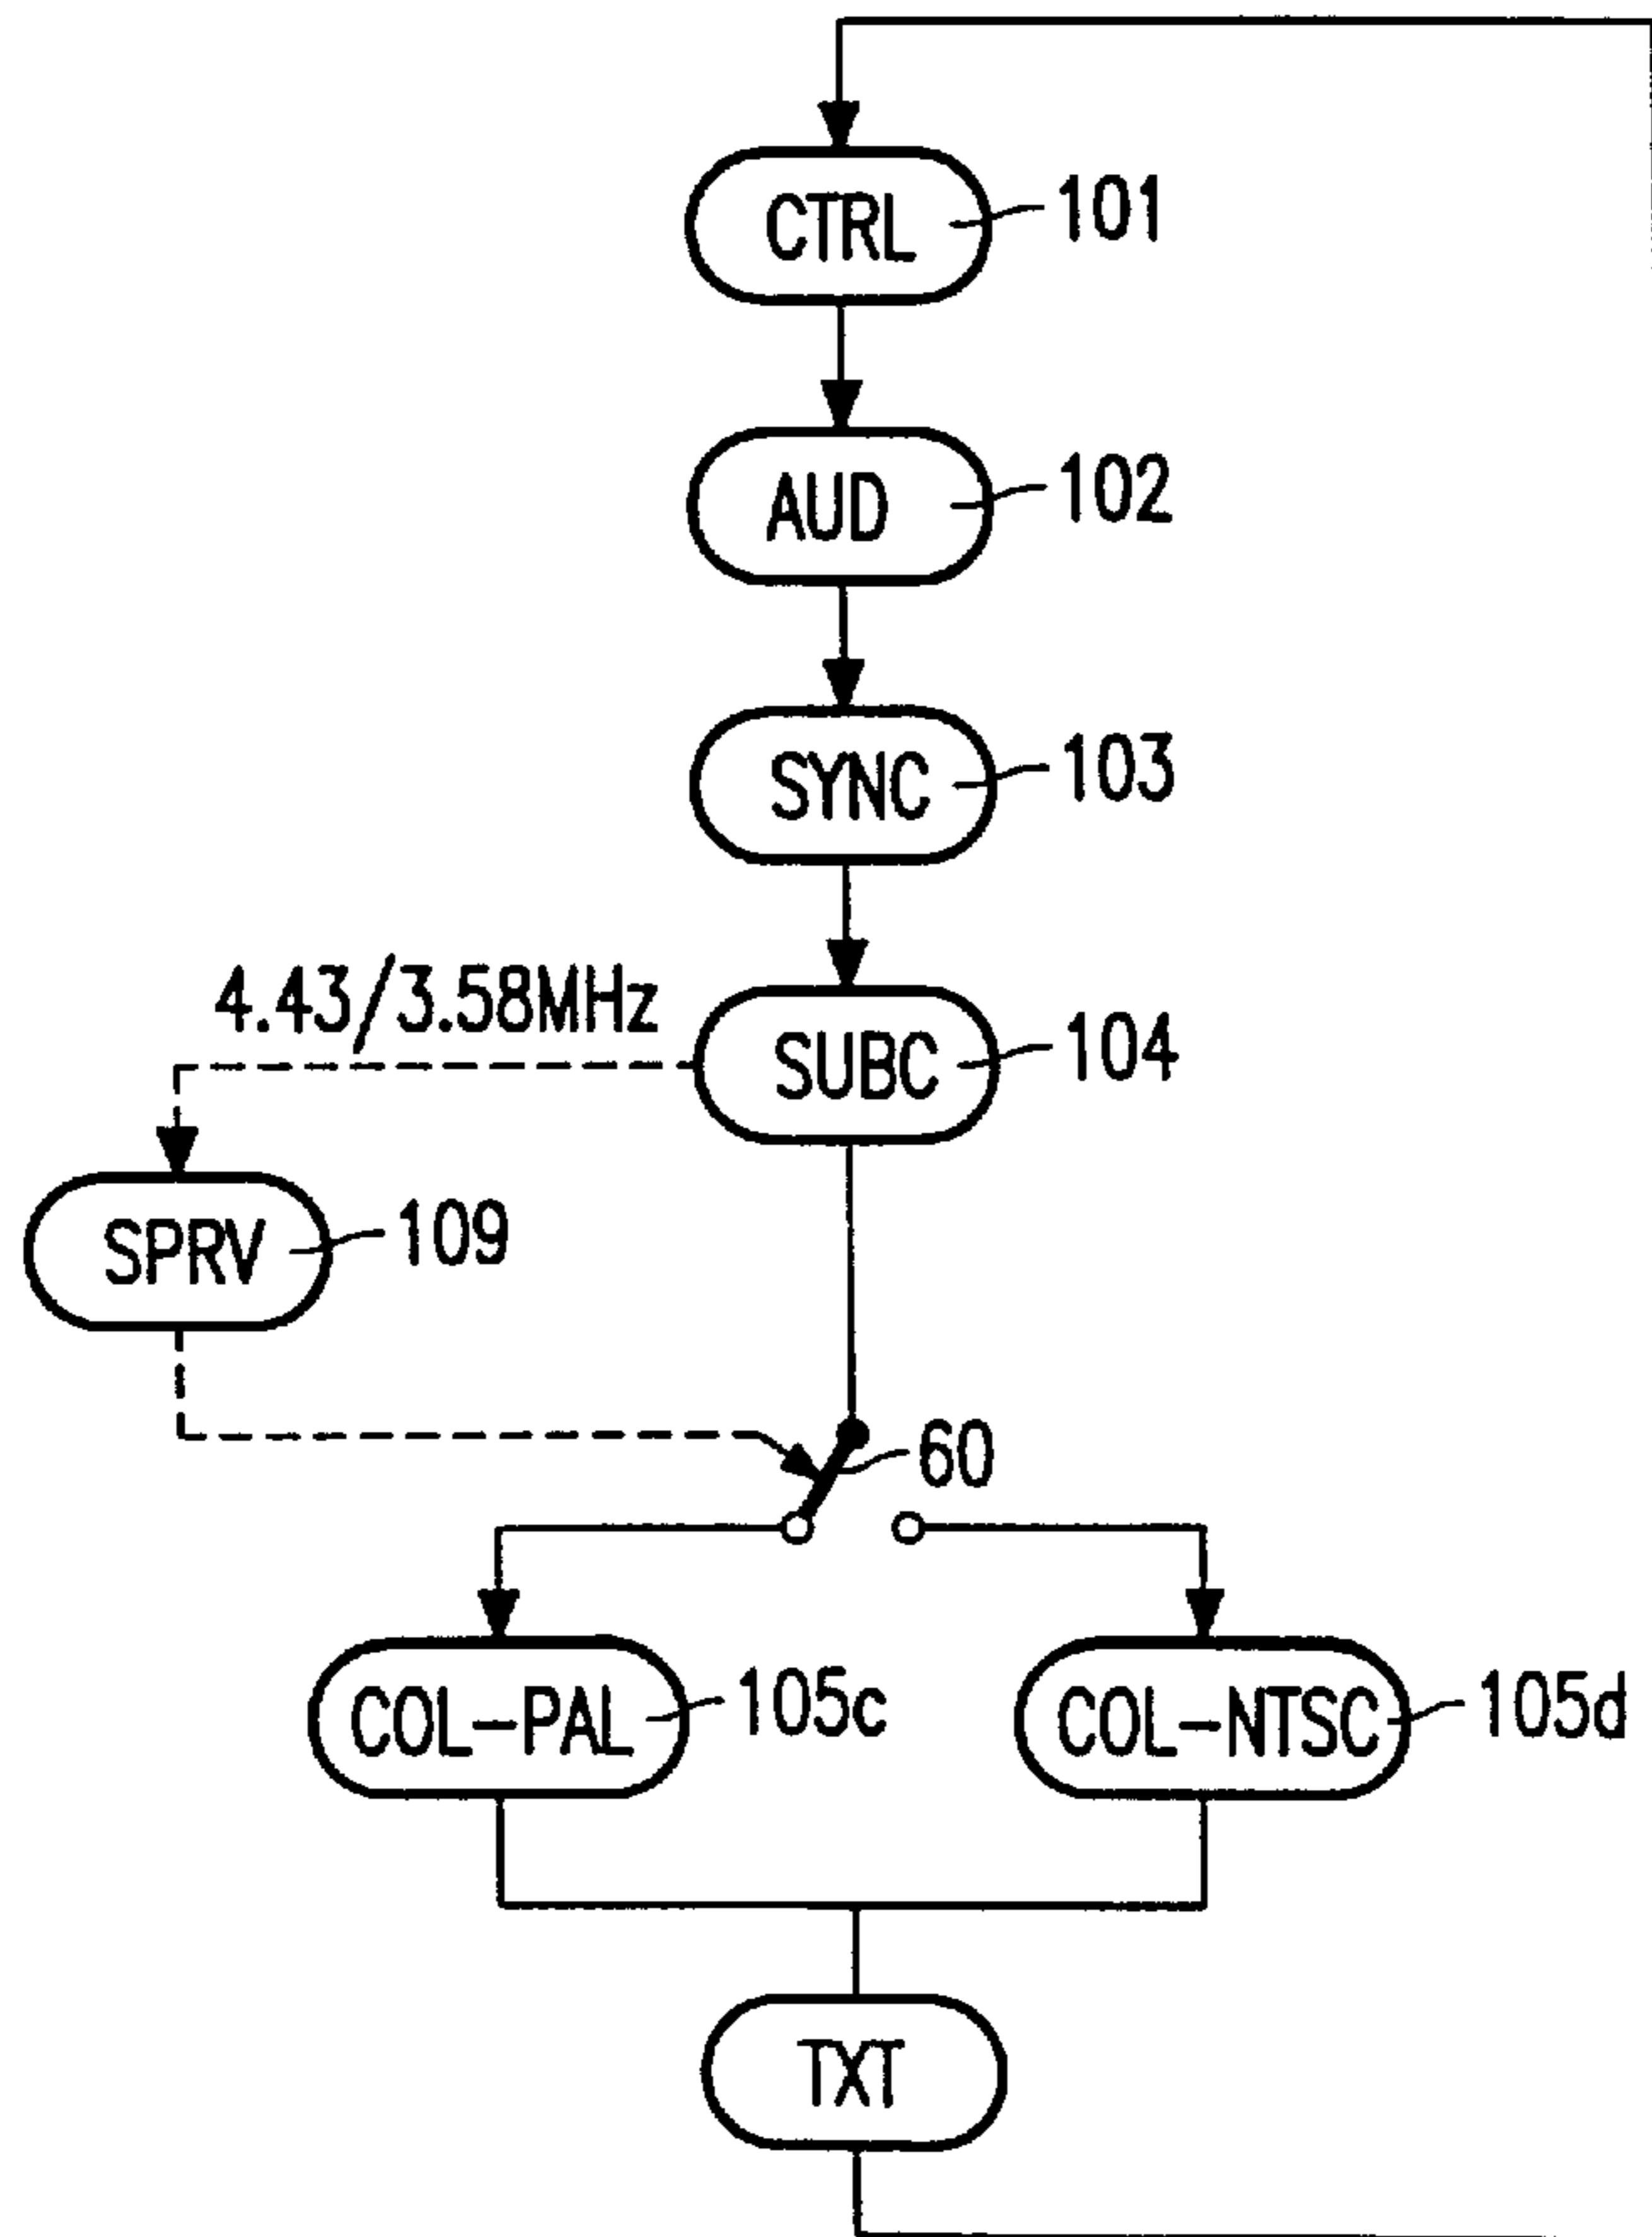 CTRL 101
AUD 102
SYNC 103
4.43/3.58MHz
SUBC 104
SPRV 109
60
COL-PAL 105c
COL-NTSC 105d
TXT